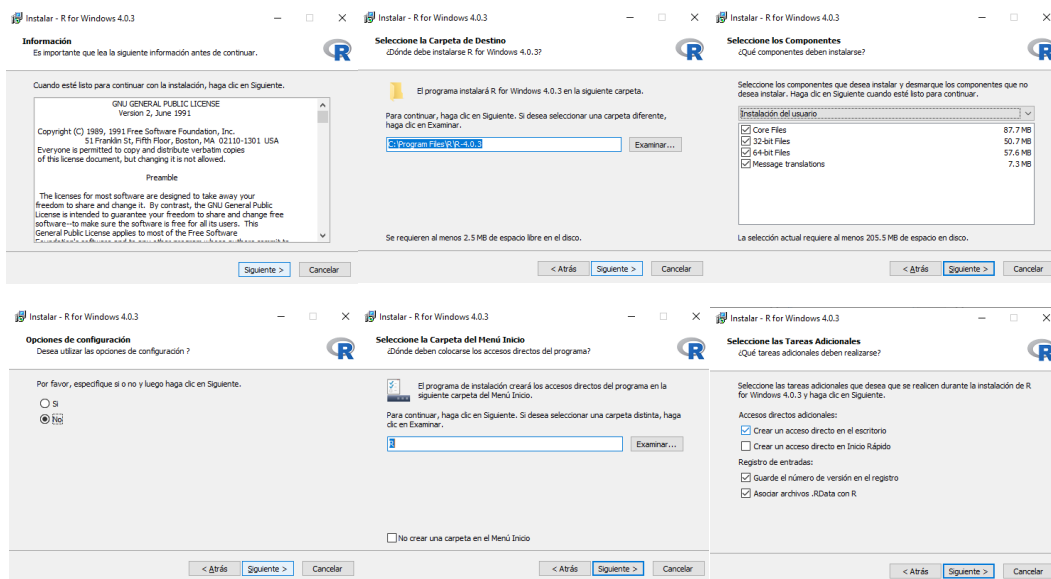 Instalar - R for Windows 4.0.3
Información
Es importante que lea la siguiente información antes de continuar.
R
Cuando esté listo para continuar con la instalación, haga clic en Siguiente.
GNU GENERAL PUBLIC LICENSE
Version 2, June 1991
Copyright (C) 1989, 1991 Free Software Foundation, Inc.
51 Franklin St, Fifth Floor, Boston, MA 02110-1301 USA
Everyone is permitted to copy and distribute verbatim copies
of this license document, but changing it is not allowed.
Preamble
The licenses for most software are designed to take away your
freedom to share and change it. By contrast, the GNU General Public
License is intended to guarantee your freedom to share and change free
software--to make sure the software is free for all its users. This
General Public License applies to most of the Free Software
Foundation's software and to any other program whose authors commit to
Siguiente >
Cancelar
Instalar - R for Windows 4.0.3
Seleccione la Carpeta de Destino
¿Dónde debe instalarse R for Windows 4.0.3?
R
El programa instalará R for Windows 4.0.3 en la siguiente carpeta.
Para continuar, haga clic en Siguiente. Si desea seleccionar una carpeta diferente,
haga clic en Examinar.
C:\Program Files\R\R-4.0.3
Examinar...
Se requieren al menos 2.5 MB de espacio libre en el disco.
< Atrás
Siguiente >
Cancelar
Instalar - R for Windows 4.0.3
Seleccione los Componentes
¿Qué componentes deben instalarse?
R
Seleccione los componentes que desea instalar y desmarque los componentes que no
desea instalar. Haga clic en Siguiente cuando esté listo para continuar.
Instalación del usuario
Core Files 87.7 MB
32-bit Files 50.7 MB
64-bit Files 57.6 MB
Message translations 7.3 MB
La selección actual requiere al menos 205.5 MB de espacio en disco.
< Atrás
Siguiente >
Cancelar
Instalar - R for Windows 4.0.3
Opciones de configuración
Desea utilizar las opciones de configuración ?
R
Por favor, especifique si o no y luego haga clic en Siguiente.
Si
No
< Atrás
Siguiente >
Cancelar
Instalar - R for Windows 4.0.3
Seleccione la Carpeta del Menú Inicio
¿Dónde deben colocarse los accesos directos del programa?
R
El programa de instalación creará los accesos directos del programa en la
siguiente carpeta del Menú Inicio.
Para continuar, haga clic en Siguiente. Si desea seleccionar una carpeta distinta, haga
clic en Examinar.
R
Examinar...
No crear una carpeta en el Menú Inicio
< Atrás
Siguiente >
Cancelar
Instalar - R for Windows 4.0.3
Seleccione las Tareas Adicionales
¿Qué tareas adicionales deben realizarse?
R
Seleccione las tareas adicionales que desea que se realicen durante la instalación de R
for Windows 4.0.3 y haga clic en Siguiente.
Accesos directos adicionales:
Crear un acceso directo en el escritorio
Crear un acceso directo en Inicio Rápido
Registro de entradas:
Guarde el número de versión en el registro
Asociar archivos .RData con R
< Atrás
Siguiente >
Cancelar